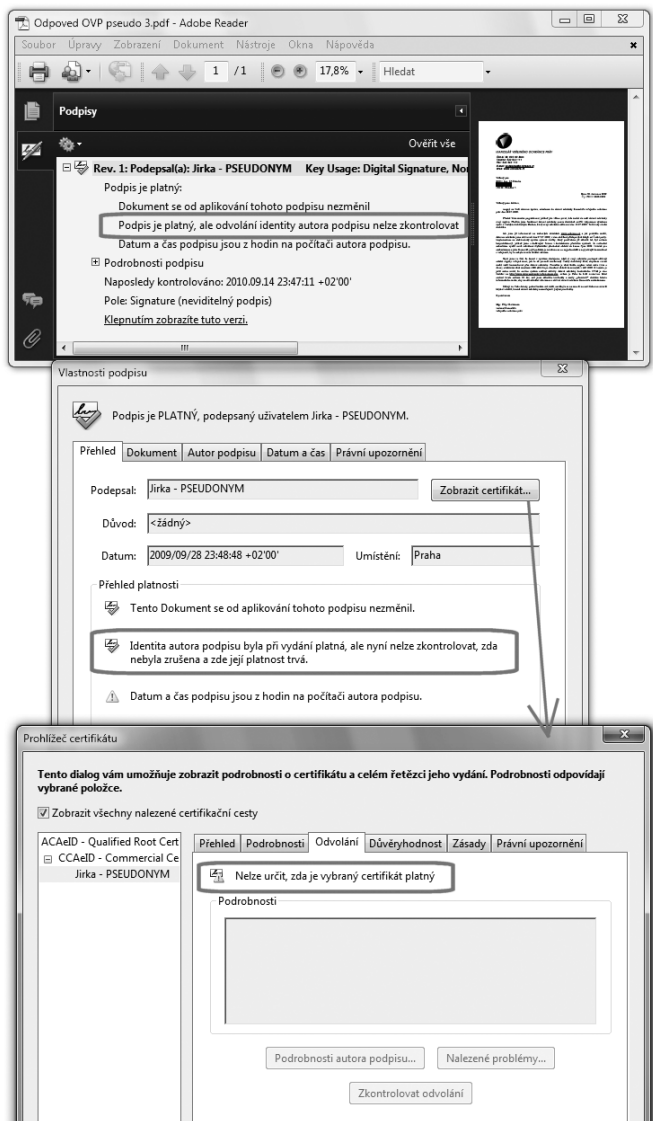 Odpoved OVP pseudo 3.pdf - Adobe Reader
Soubor Úpravy Zobrazení Dokument Nástroje Okna Nápověda
1 /1 17,8% Hledat
Podpisy
Ověřit vše
Rev. 1: Podepsal(a): Jirka - PSEUDONYM Key Usage: Digital Signature, Non
Podpis je platný:
Dokument se od aplikování tohoto podpisu nezměnil
Podpis je platný, ale odvolání identity autora podpisu nelze zkontrolovat
Datum a čas podpisu jsou z hodin na počítači autora podpisu.
Podrobnosti podpisu
Naposledy kontrolováno: 2010.09.14 23:47:11 +02'00'
Pole: Signature (neviditelný podpis)
Klepnutím zobrazíte tuto verzi.
Vlastnosti podpisu
Podpis je PLATNÝ, podepsaný uživatelem Jirka - PSEUDONYM.
Přehled Dokument Autor podpisu Datum a čas Právní upozornění
Podepsal: Jirka - PSEUDONYM Zobrazit certifikát...
Důvod: <žádný>
Datum: 2009/09/28 23:48:48 +02'00' Umístění: Praha
Přehled platnosti
Tento Dokument se od aplikování tohoto podpisu nezměnil.
Identita autora podpisu byla při vydání platná, ale nyní nelze zkontrolovat, zda
nebyla zrušena a zde její platnost trvá.
Datum a čas podpisu jsou z hodin na počítači autora podpisu.
Prohlížeč certifikátu
Tento dialog vám umožňuje zobrazit podrobnosti o certifikátu a celém řetězci jeho vydání. Podrobnosti odpovídají
vybrané položce.
Zobrazit všechny nalezené certifikační cesty
ACAeID - Qualified Root Cert
CCAeID - Commercial Ce
Jirka - PSEUDONYM
Přehled Podrobnosti Odvolání Důvěryhodnost Zásady Právní upozornění
Nelze určit, zda je vybraný certifikát platný
Podrobnosti
Podrobnosti autora podpisu... Nalezené problémy...
Zkontrolovat odvolání